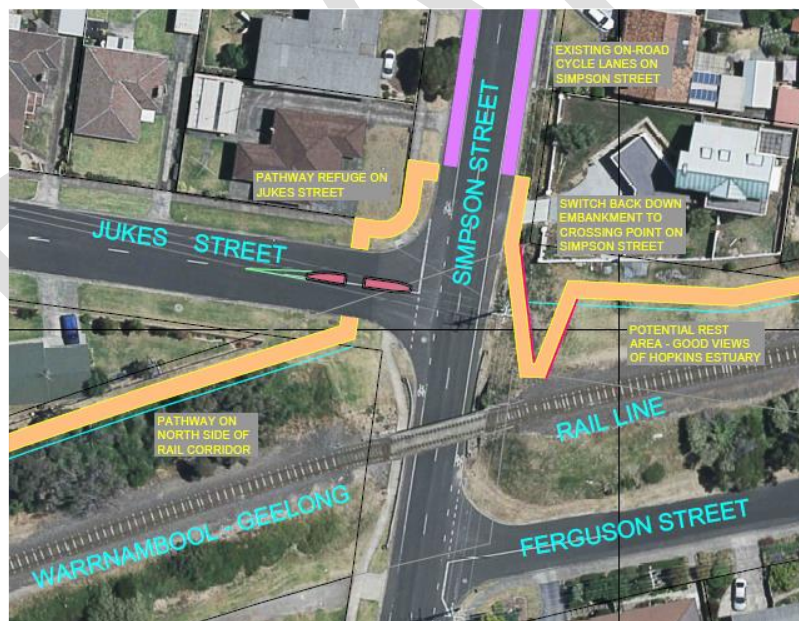 EXISTING ON-ROAD
CYCLE LANES ON
SIMPSON STREET
SIMPSON STREET
PATHWAY REFUGE ON
JUKES STREET
SWITCH BACK DOWN
EMBANKMENT TO
CROSSING POINT ON
SIMPSON STREET
JUKES STREET
POTENTIAL REST
AREA - GOOD VIEWS
OF HOPKINS ESTUARY
PATHWAY ON
NORTH SIDE OF
RAIL CORRIDOR
RAIL LINE
WARRNAMBOOL - GEELONG
FERGUSON STREET